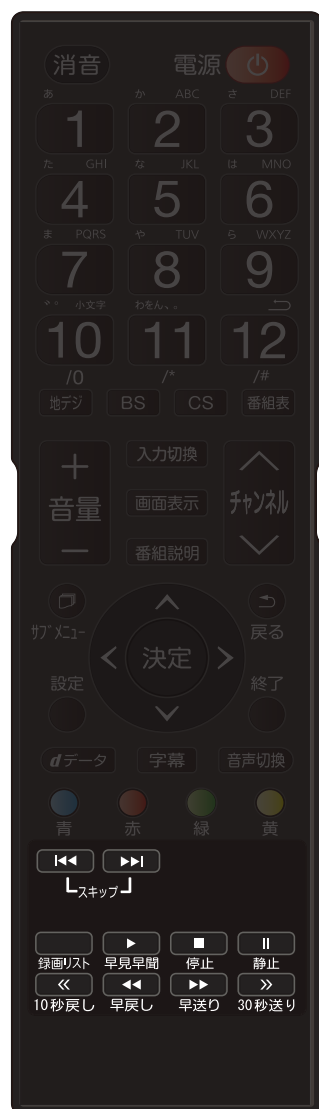 消音 電源
あ か ABC さ DEF
1 2 3
た GHI な JKL は MNO
4 5 6
ま PQRS や TUV ら WXYZ
7 8 9
゛゜ 小文字 わをん、。
10 11 12
/0 /* /#
地デジ BS CS 番組表
入力切換
+ ヘ
音量 画面表示 チャンネル
−
番組説明
サブメニュー 戻る
決定
設定 終了
dデータ 字幕 音声切換
青 赤 緑 黄
スキップ
録画リスト 早見早聞 停止 静止
10秒戻し 早戻し 早送り 30秒送り